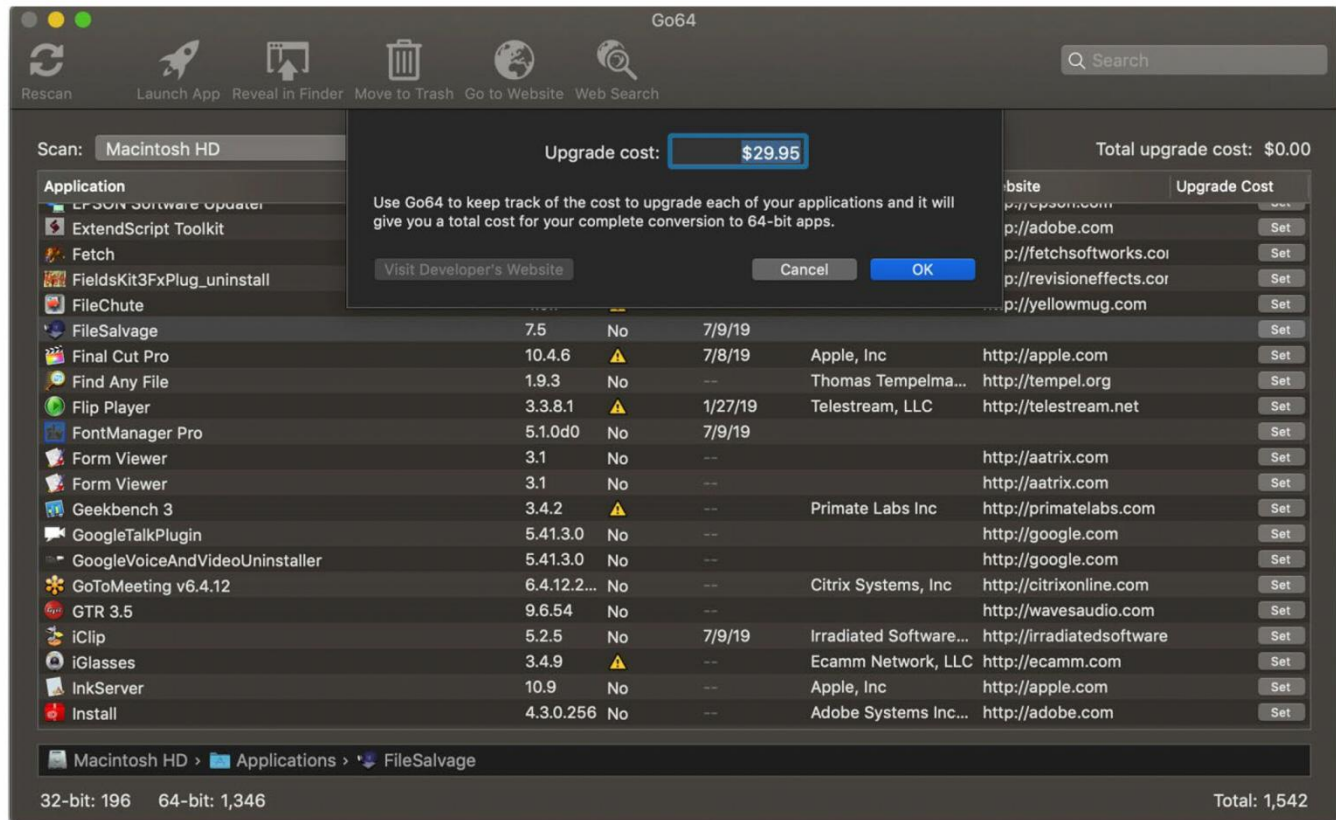 Go64
Rescan Launch App Reveal in Finder Move to Trash Go to Website Web Search Search
Scan: Macintosh HD Total upgrade cost: $0.00
Upgrade cost: $29.95
Use Go64 to keep track of the cost to upgrade each of your applications and it will
give you a total cost for your complete conversion to 64-bit apps.
Visit Developer's Website Cancel OK
Application bsite Upgrade Cost
EPSON Software Updater p://epson.com Set
ExtendScript Toolkit p://adobe.com Set
Fetch p://fetchsoftworks.co Set
FieldsKit3FxPlug_uninstall p://revisioneffects.co Set
FileChute p://yellowmug.com Set
FileSalvage 7.5 No 7/9/19 Set
Final Cut Pro 10.4.6 7/8/19 Apple, Inc http://apple.com Set
Find Any File 1.9.3 No -- Thomas Tempelma... http://tempel.org Set
Flip Player 3.3.8.1 1/27/19 Telestream, LLC http://telestream.net Set
FontManager Pro 5.1.0d0 No 7/9/19 Set
Form Viewer 3.1 No -- http://aatrix.com Set
Form Viewer 3.1 No -- http://aatrix.com Set
Geekbench 3 3.4.2 -- Primate Labs Inc http://primatelabs.com Set
GoogleTalkPlugin 5.41.3.0 No -- http://google.com Set
GoogleVoiceAndVideoUninstaller 5.41.3.0 No -- http://google.com Set
GoToMeeting v6.4.12 6.4.12.2... No -- Citrix Systems, Inc http://citrixonline.com Set
GTR 3.5 9.6.54 No -- http://wavesaudio.com Set
iClip 5.2.5 No 7/9/19 Irradiated Software... http://irradiatedsoftware Set
iGlasses 3.4.9 -- Ecamm Network, LLC http://ecamm.com Set
InkServer 10.9 No -- Apple, Inc http://apple.com Set
Install 4.3.0.256 No -- Adobe Systems Inc... http://adobe.com Set
Macintosh HD › Applications › FileSalvage
32-bit: 196 64-bit: 1,346 Total: 1,542